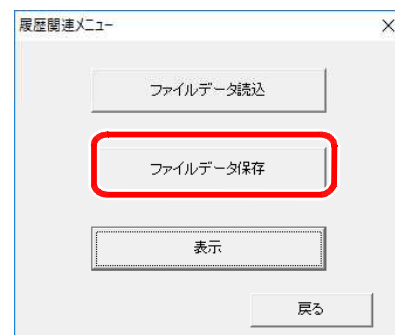 履歴関連メニュー
ファイルデータ読込
ファイルデータ保存
表示
戻る